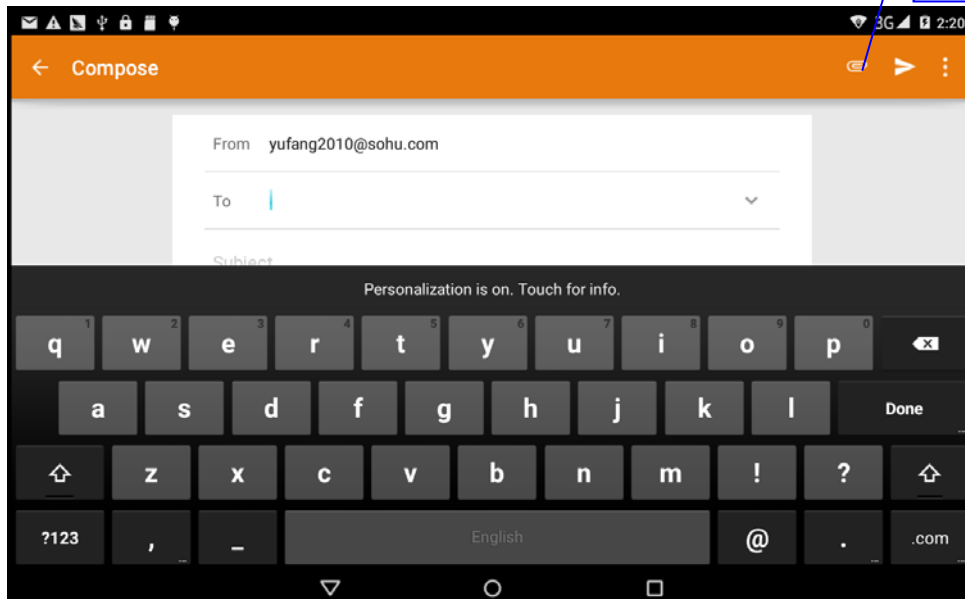 3G 2:20
Compose
From yufang2010@sohu.com
To
Subject
Personalization is on. Touch for info.
1 2 3 4 5 6 7 8 9 0
q w e r t y u i o p
a s d f g h j k l Done
z x c v b n m ! ?
?123 , _ English @ . .com